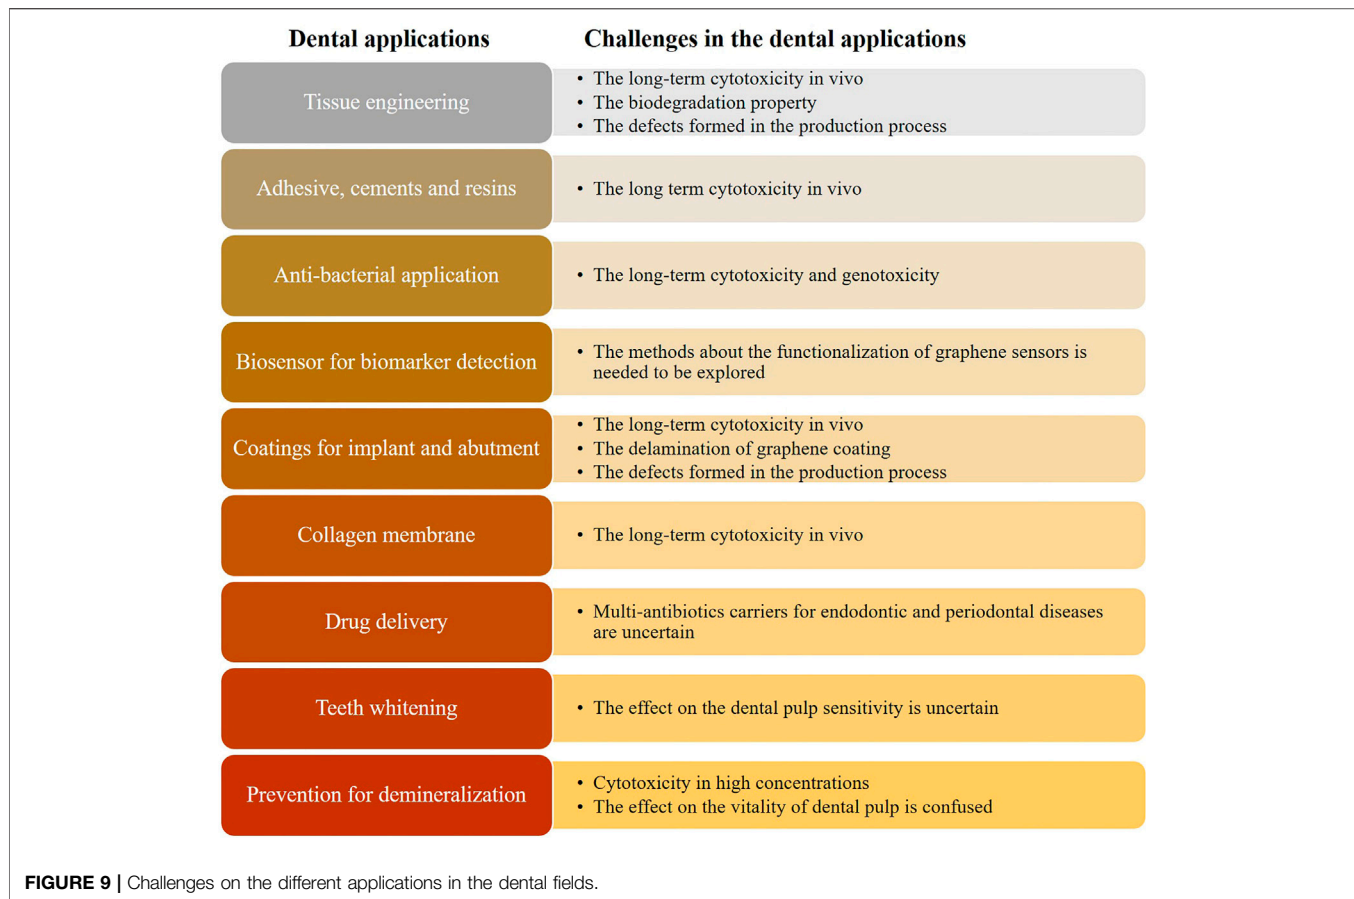 Dental applications
Challenges in the dental applications
Tissue engineering
• The long-term cytotoxicity in vivo
• The biodegradation property
• The defects formed in the production process
Adhesive, cements and resins
• The long term cytotoxicity in vivo
Anti-bacterial application
• The long-term cytotoxicity and genotoxicity
Biosensor for biomarker detection
• The methods about the functionalization of graphene sensors is
needed to be explored
Coatings for implant and abutment
• The long-term cytotoxicity in vivo
• The delamination of graphene coating
• The defects formed in the production process
Collagen membrane
• The long-term cytotoxicity in vivo
Drug delivery
• Multi-antibiotics carriers for endodontic and periodontal diseases
are uncertain
Teeth whitening
• The effect on the dental pulp sensitivity is uncertain
Prevention for demineralization
• Cytotoxicity in high concentrations
• The effect on the vitality of dental pulp is confused
FIGURE 9 | Challenges on the different applications in the dental fields.